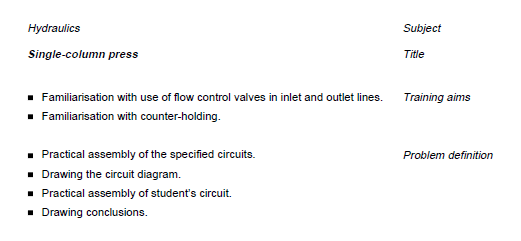 Hydraulics Subject
Single-column press Title
■ Familiarisation with use of flow control valves in inlet and outlet lines. Training aims
■ Familiarisation with counter-holding.
■ Practical assembly of the specified circuits. Problem definition
■ Drawing the circuit diagram.
■ Practical assembly of student's circuit.
■ Drawing conclusions.